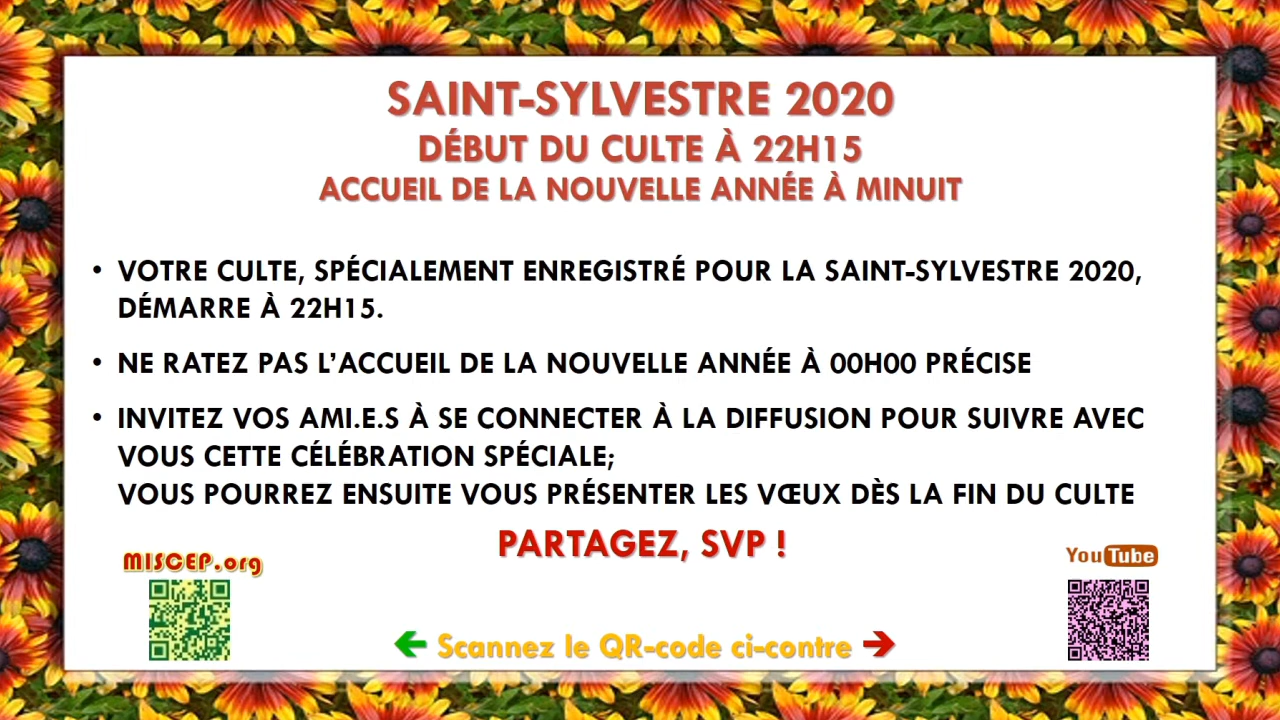 SAINT-SYLVESTRE 2020
DÉBUT DU CULTE À 22H15
ACCUEIL DE LA NOUVELLE ANNÉE À MINUIT
• VOTRE CULTE, SPÉCIALEMENT ENREGISTRÉ POUR LA SAINT-SYLVESTRE 2020,
DÉMARRE À 22H15.
• NE RATEZ PAS L’ACCUEIL DE LA NOUVELLE ANNÉE À 00H00 PRÉCISE
• INVITEZ VOS AMI.E.S À SE CONNECTER À LA DIFFUSION POUR SUIVRE AVEC
VOUS CETTE CÉLÉBRATION SPÉCIALE;
VOUS POURREZ ENSUITE VOUS PRÉSENTER LES VŒUX DÈS LA FIN DU CULTE
PARTAGEZ, SVP !
MISCEP.org
YouTube
Scannez le QR-code ci-contre